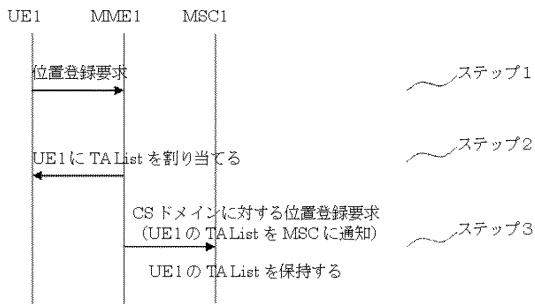 UE1 MME1 MSC1
位置登録要求
ステップ1
UE1にTA Listを割り当てる
ステップ2
CSドメインに対する位置登録要求
(UE1のTA ListをMSCに通知)
ステップ3
UE1のTA Listを保持する